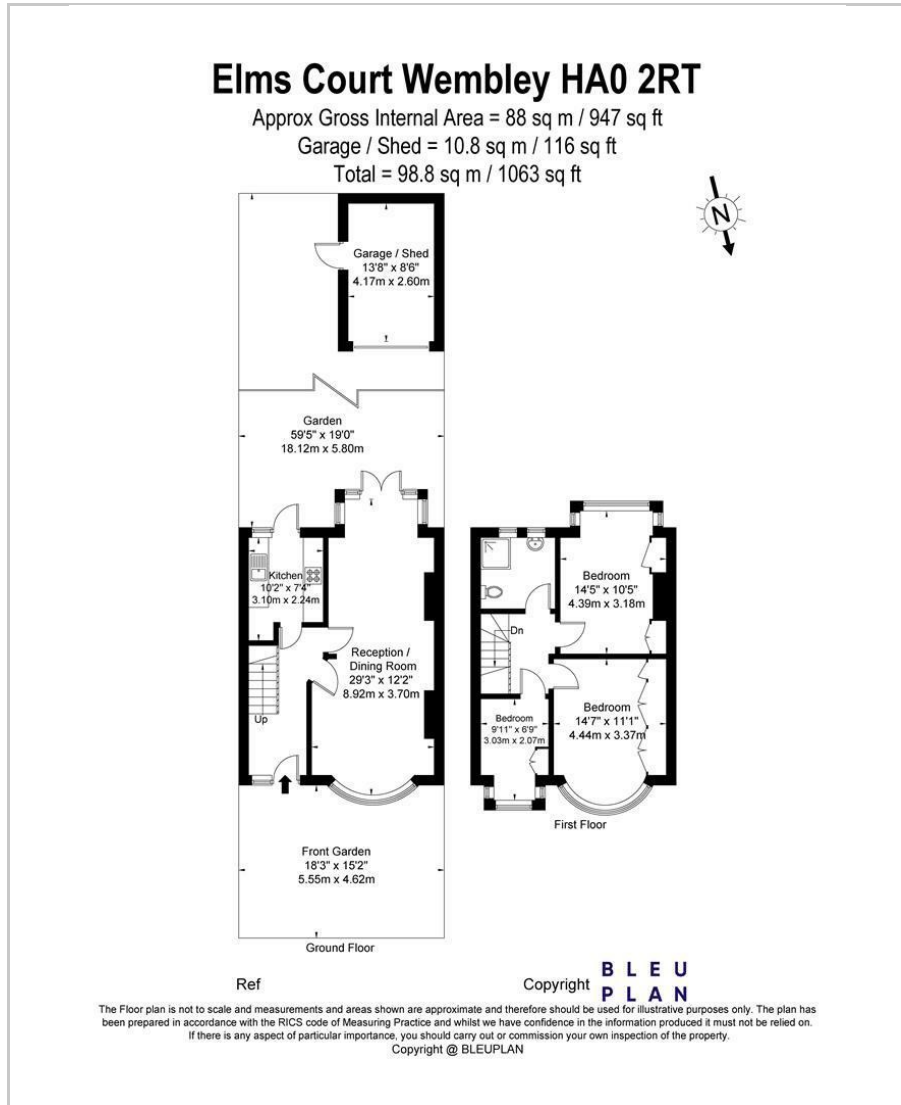 Elms Court Wembley HA0 2RT
Approx Gross Internal Area = 88 sq m / 947 sq ft
Garage / Shed = 10.8 sq m / 116 sq ft
Total = 98.8 sq m / 1063 sq ft
N
Garage / Shed
13'8" x 8'6"
4.17m x 2.60m
Garden
59'5" x 19'0"
18.12m x 5.80m
Kitchen
10'2" x 7'4"
3.10m x 2.24m
Reception /
Dining Room
29'3" x 12'2"
8.92m x 3.70m
Up
Front Garden
18'3" x 15'2"
5.55m x 4.62m
Ground Floor
Bedroom
14'5" x 10'5"
4.39m x 3.18m
Dn
Bedroom
14'7" x 11'1"
4.44m x 3.37m
Bedroom
9'11" x 6'9"
3.03m x 2.07m
First Floor
Ref
Copyright
BLEU
PLAN
The Floor plan is not to scale and measurements and areas shown are approximate and therefore should be used for illustrative purposes only. The plan has
been prepared in accordance with the RICS code of Measuring Practice and whilst we have confidence in the information produced it must not be relied on.
If there is any aspect of particular importance, you should carry out or commission your own inspection of the property.
Copyright @ BLEUPLAN